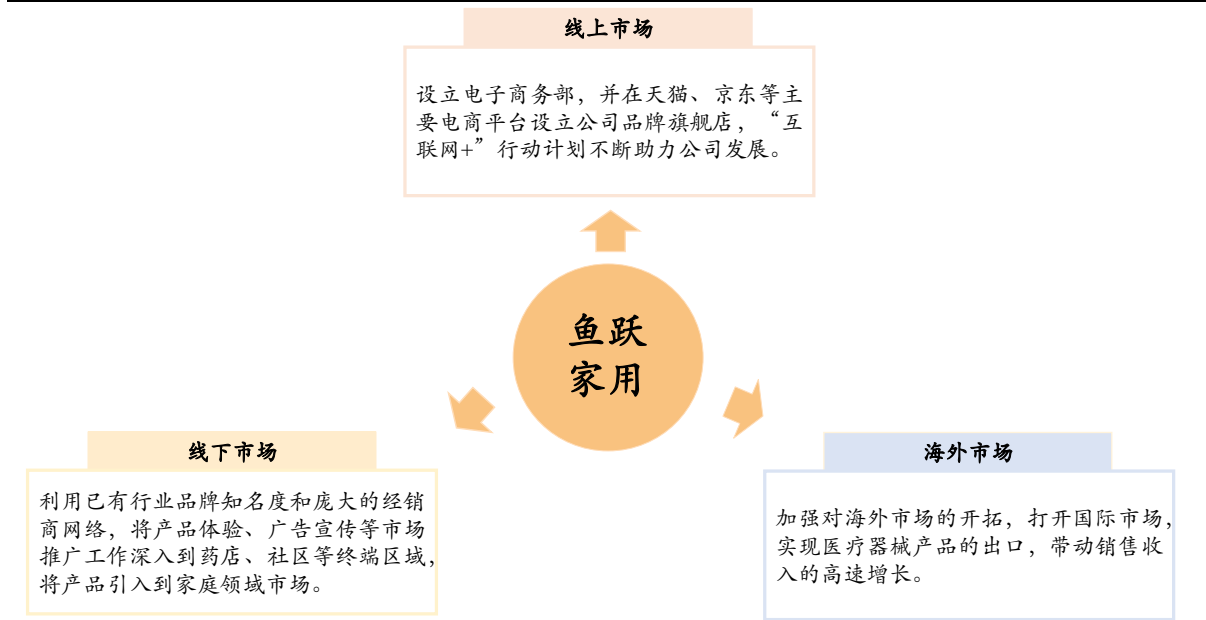 线上市场
设立电子商务部，并在天猫、京东等主
要电商平台设立公司品牌旗舰店，“互
联网+”行动计划不断助力公司发展。
鱼跃
家用
线下市场
利用已有行业品牌知名度和庞大的经销
商网络，将产品体验、广告宣传等市场
推广工作深入到药店、社区等终端区域，
将产品引入到家庭领域市场。
海外市场
加强对海外市场的开拓，打开国际市场，
实现医疗器械产品的出口，带动销售收
入的高速增长。